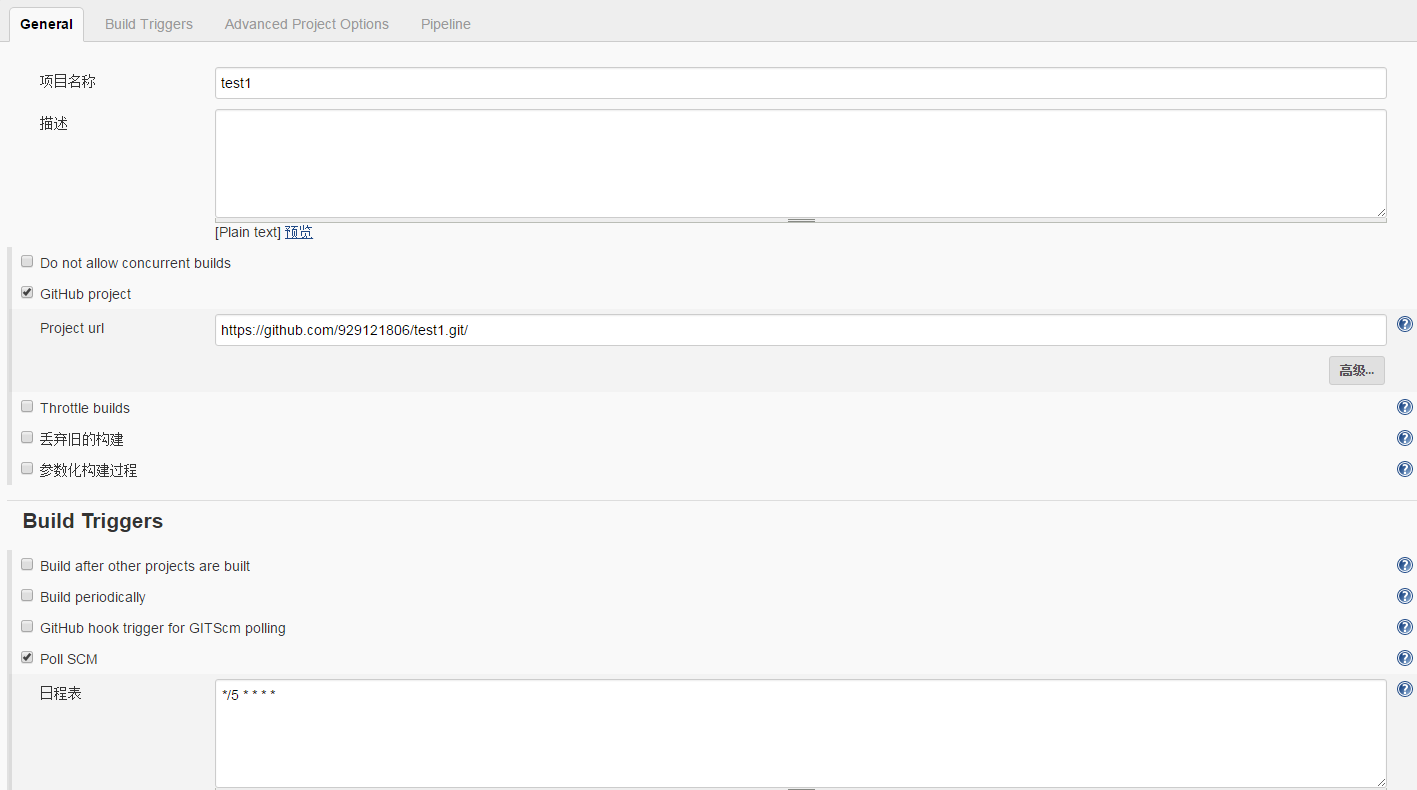 General Build Triggers Advanced Project Options Pipeline
项目名称 test1
描述
[Plain text] 预览
Do not allow concurrent builds
GitHub project
Project url https://github.com/929121806/test1.git/
高级...
Throttle builds
丢弃旧的构建
参数化构建过程
Build Triggers
Build after other projects are built
Build periodically
GitHub hook trigger for GITScm polling
Poll SCM
日程表 */5 * * * *